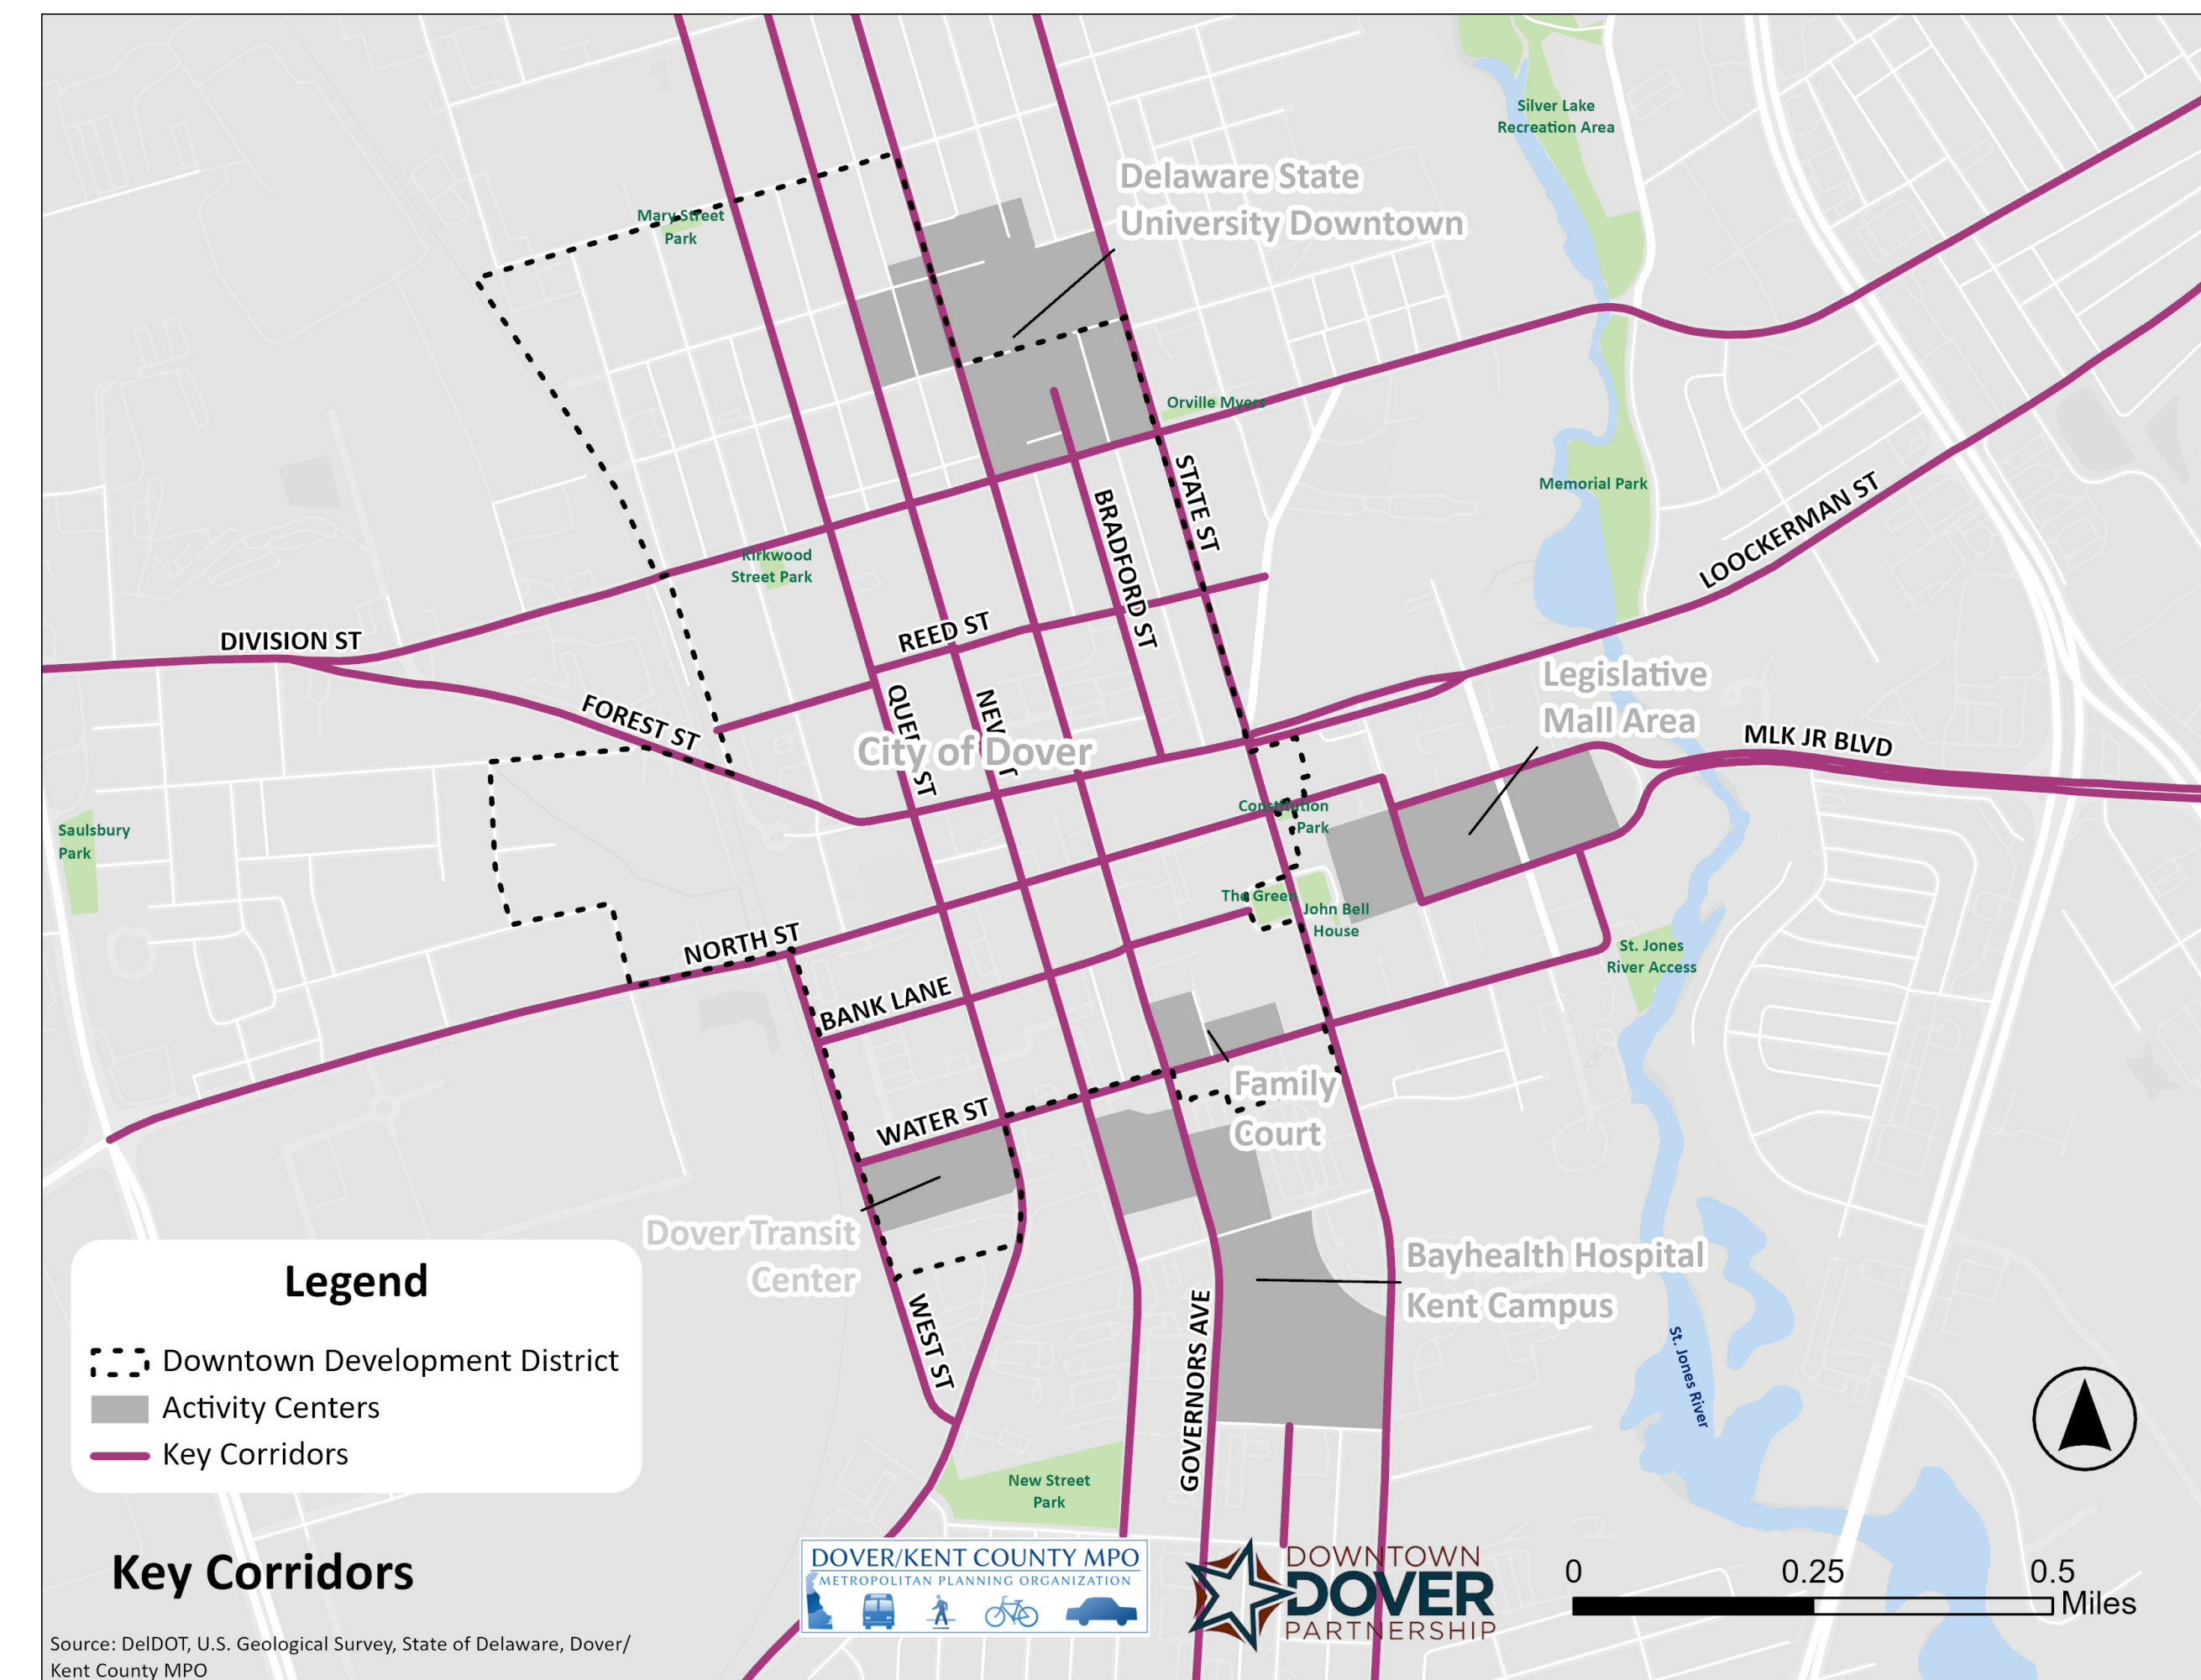 Silver Lake
Recreation Area
Delaware State
University Downtown
Mary Street
Park
Orville Myers
STATE ST
Memorial Park
LOOCKERMAN ST
BRADFORD ST
Kirkwood
Street Park
DIVISION ST
REED ST
FOREST ST
QUEEN ST
City of Dover
Legislative
Mall Area
MLK JR BLVD
Constitution
Park
Saulsbury
Park
The Green
John Bell
House
NORTH ST
St. Jones
River Access
BANK LANE
Family
Court
WATER ST
Dover Transit
Center
Bayhealth Hospital
Kent Campus
WEST ST
GOVERNORS AVE
St. Jones River
New Street
Park
Legend
Downtown Development District
Activity Centers
Key Corridors
Key Corridors
Source: DelDOT, U.S. Geological Survey, State of Delaware, Dover/
Kent County MPO
DOVER/KENT COUNTY MPO
METROPOLITAN PLANNING ORGANIZATION
DOWNTOWN
DOVER
PARTNERSHIP
0 0.25 0.5
Miles